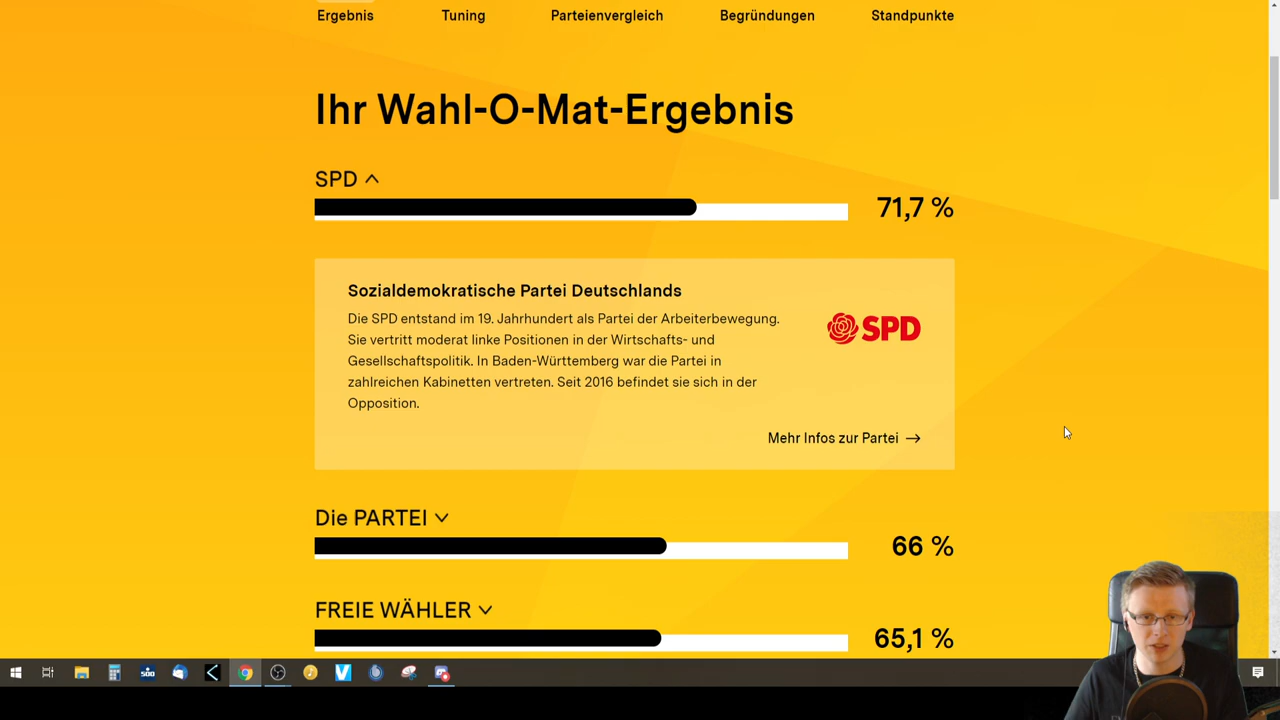 Ergebnis Tuning Parteienvergleich Begründungen Standpunkte
Ihr Wahl-O-Mat-Ergebnis
SPD
71,7 %
Sozialdemokratische Partei Deutschlands
Die SPD entstand im 19. Jahrhundert als Partei der Arbeiterbewegung.
Sie vertritt moderat linke Positionen in der Wirtschafts- und
Gesellschaftspolitik. In Baden-Württemberg war die Partei in
zahlreichen Kabinetten vertreten. Seit 2016 befindet sie sich in der
Opposition.
SPD
Mehr Infos zur Partei →
Die PARTEI
66 %
FREIE WÄHLER
65,1 %
500
V